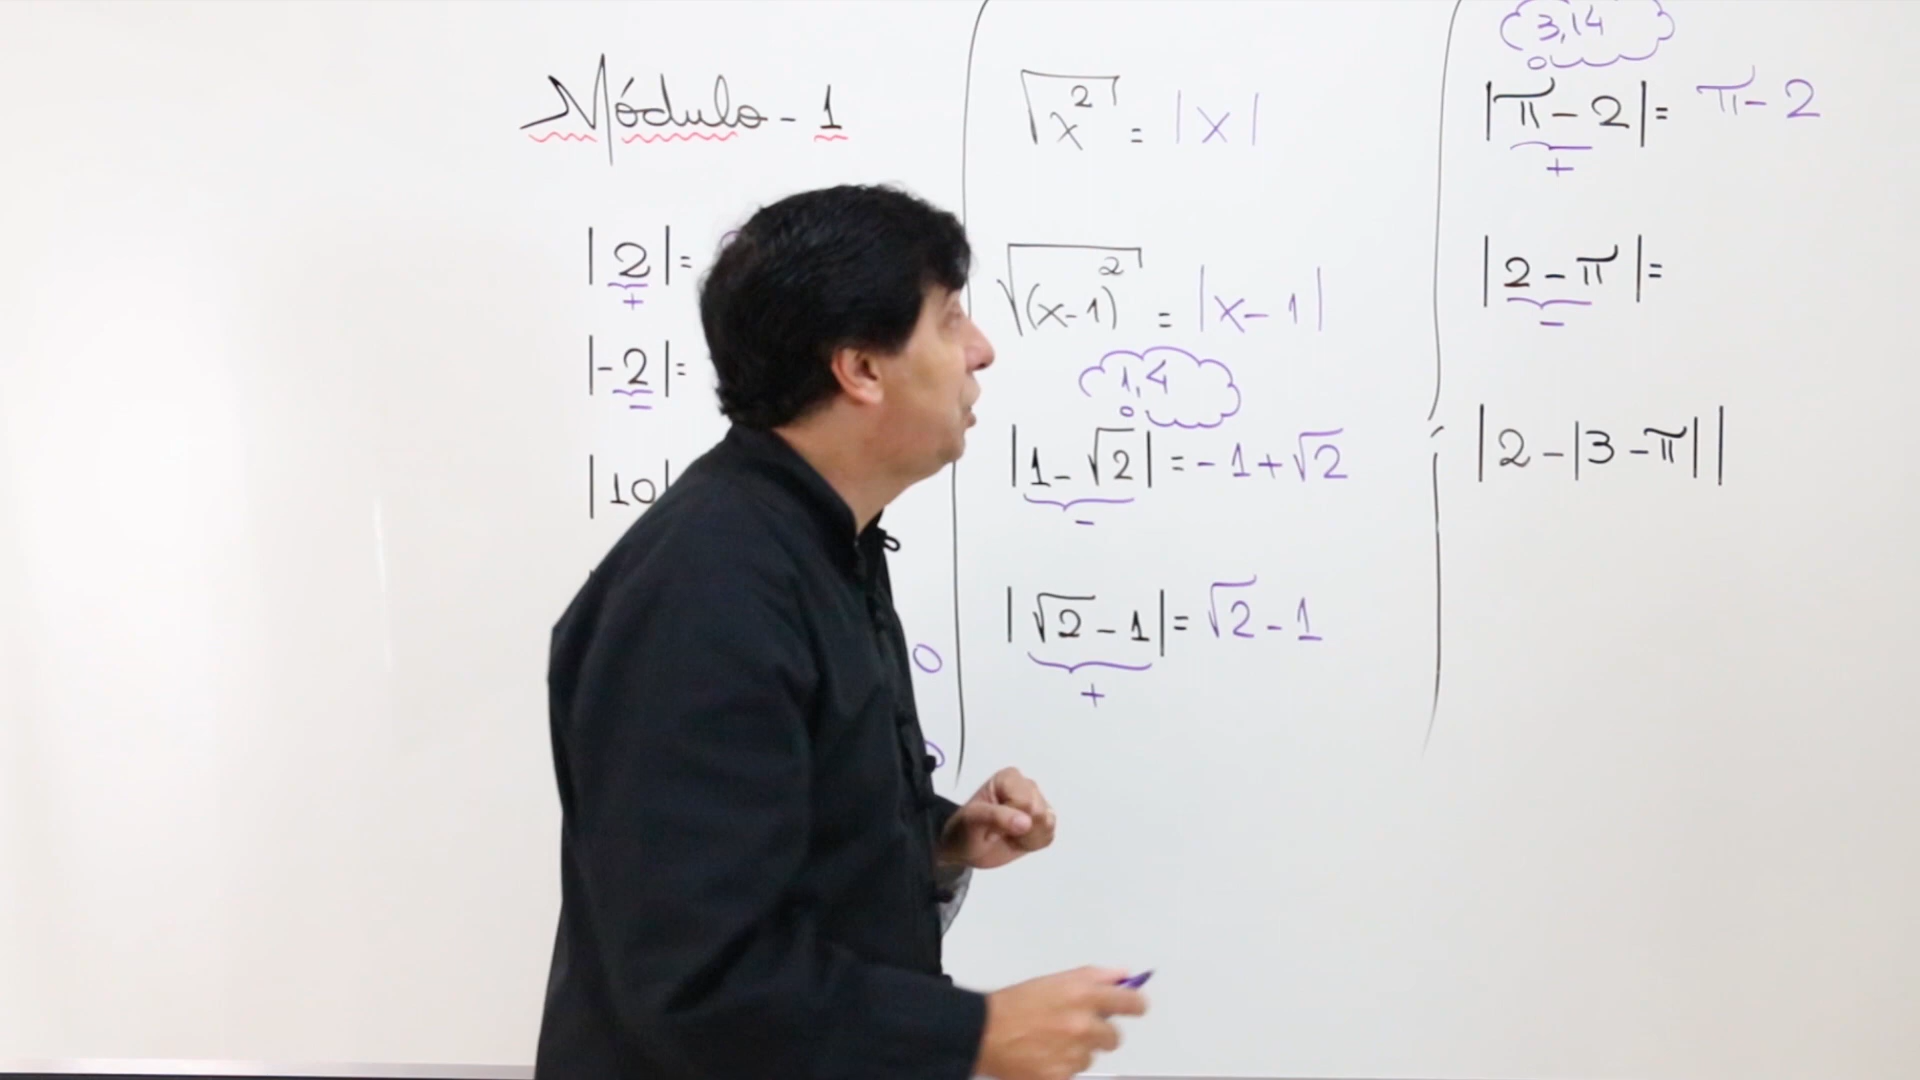 Módulo - 1
|2| =
+
|-2| =
-
|10|
√x² = |x|
√(x-1)² = |x-1|
1,4
|1-√2| = -1+√2
-
|√2-1| = √2-1
+
3,14
|π-2| = π-2
+
|2-π| =
-
|2-|3-π||